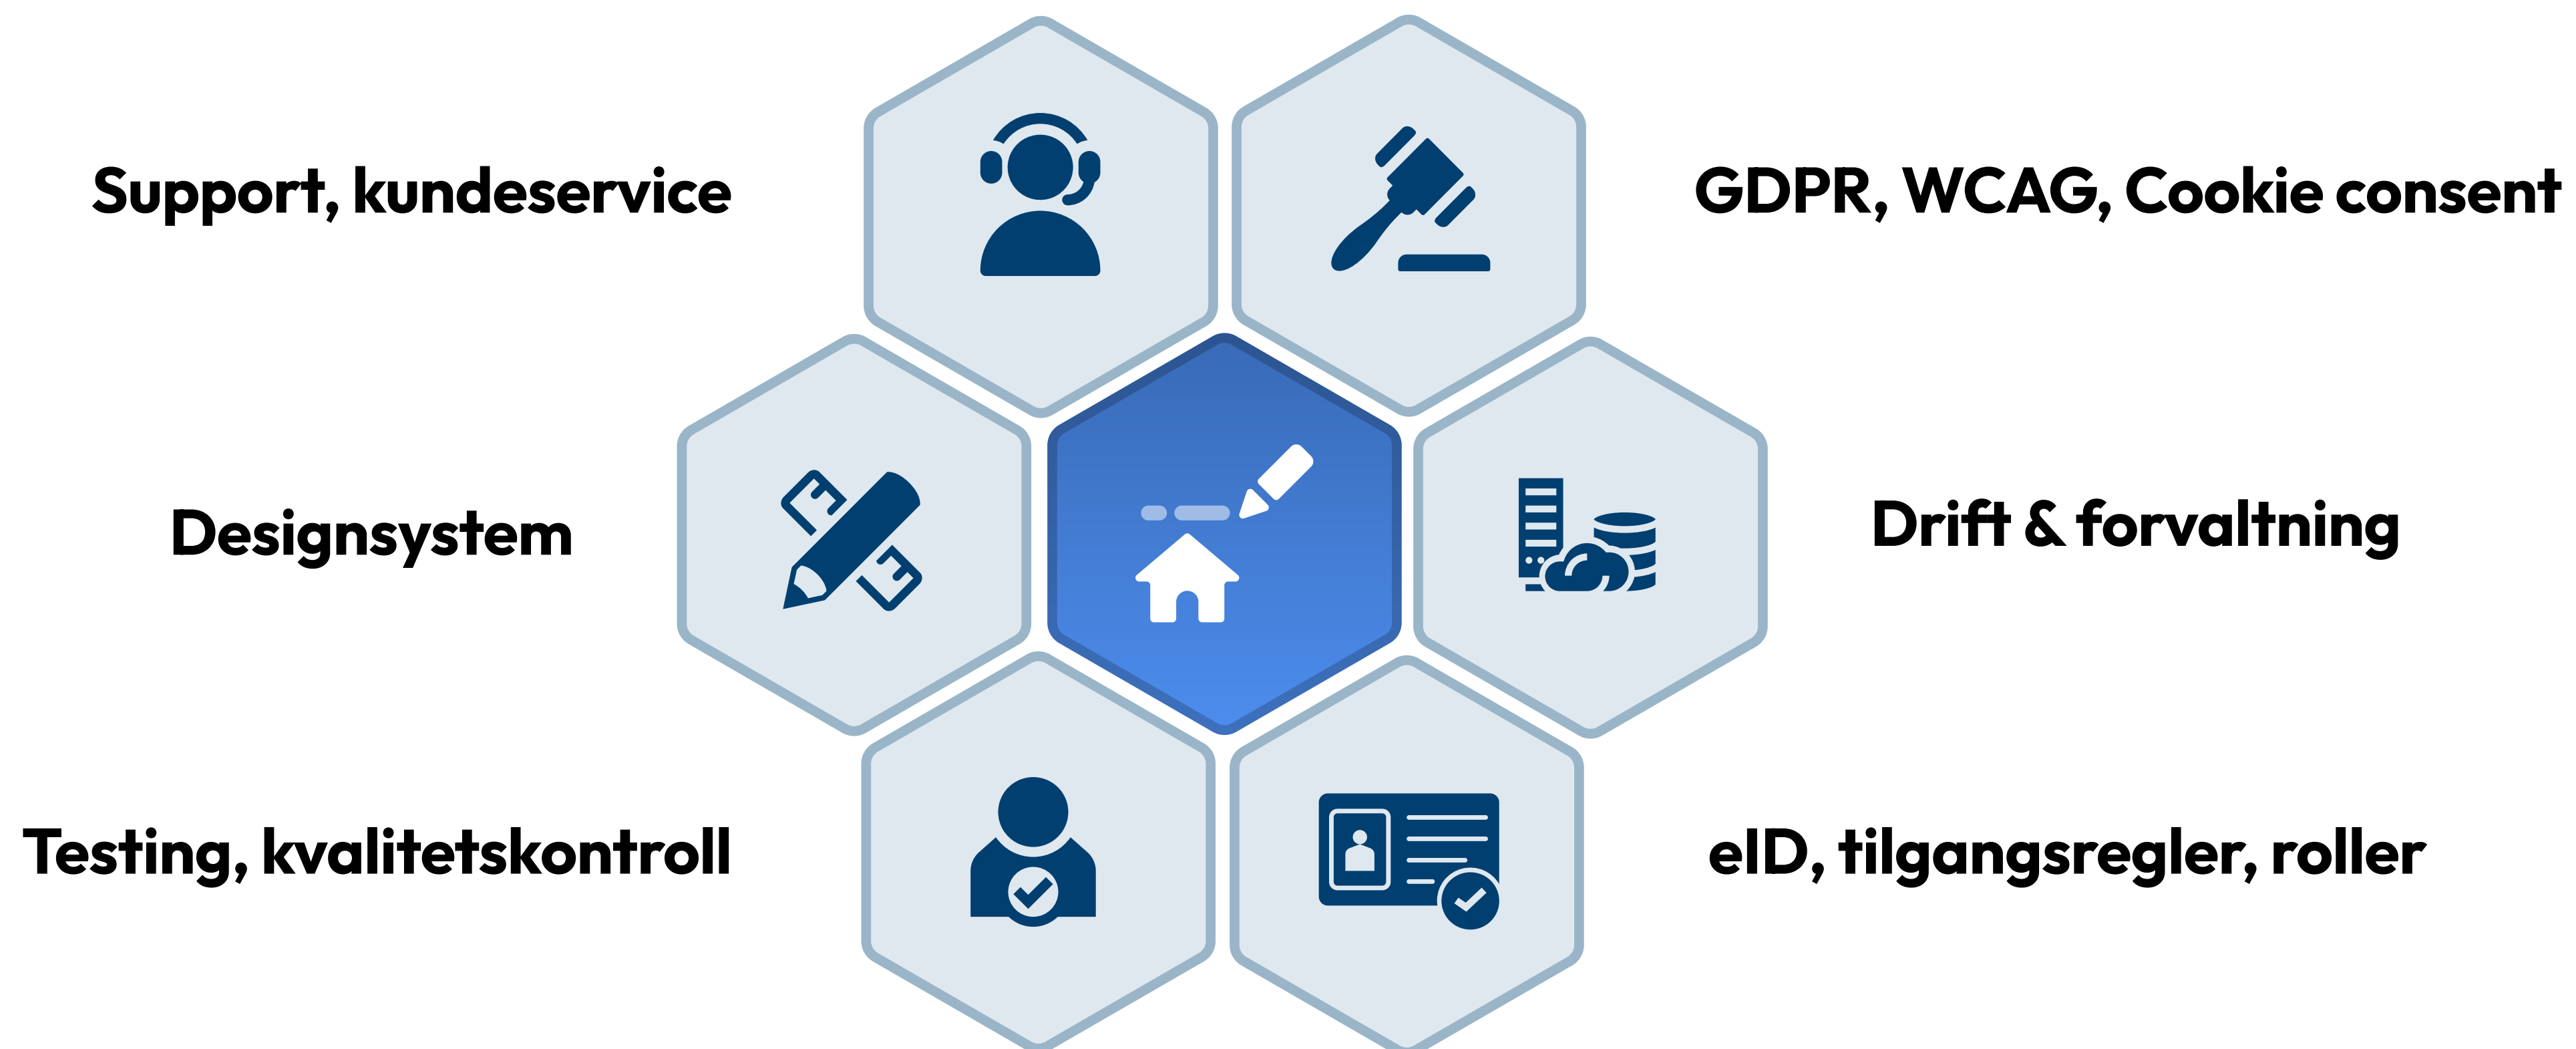 Support, kundeservice
GDPR, WCAG, Cookie consent
Designsystem
Drift & forvaltning
Testing, kvalitetskontroll
eID, tilgangsregler, roller